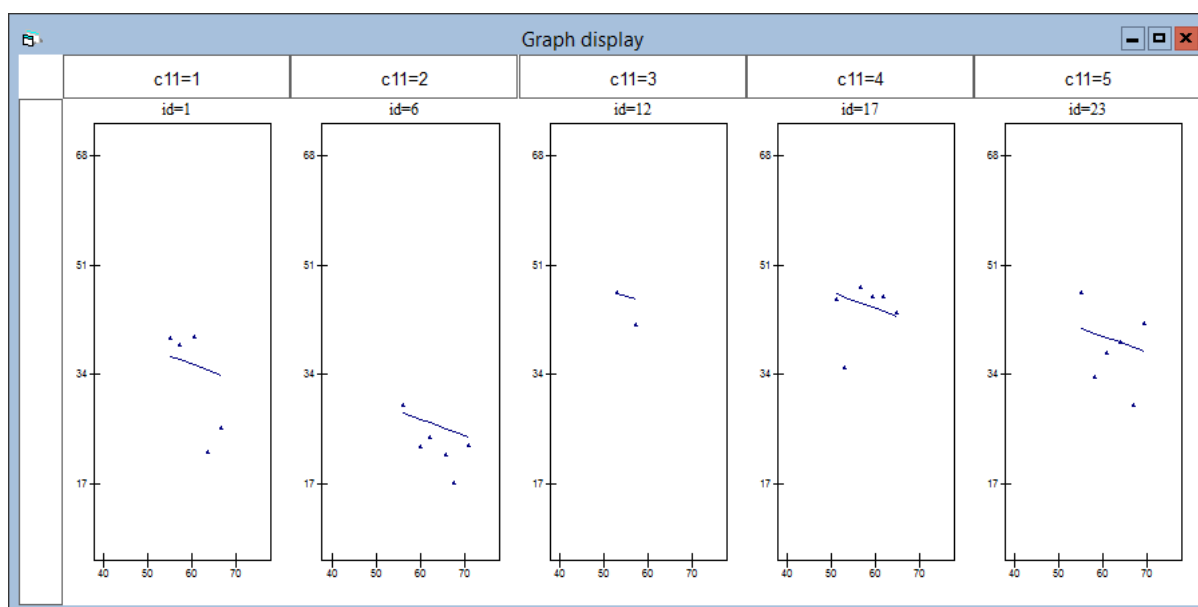 Graph display
c11=1 c11=2 c11=3 c11=4 c11=5
id=1 id=6 id=12 id=17 id=23
68 68 68 68 68
51 51 51 51 51
34 34 34 34 34
17 17 17 17 17
40 50 60 70 40 50 60 70 40 50 60 70 40 50 60 70 40 50 60 70